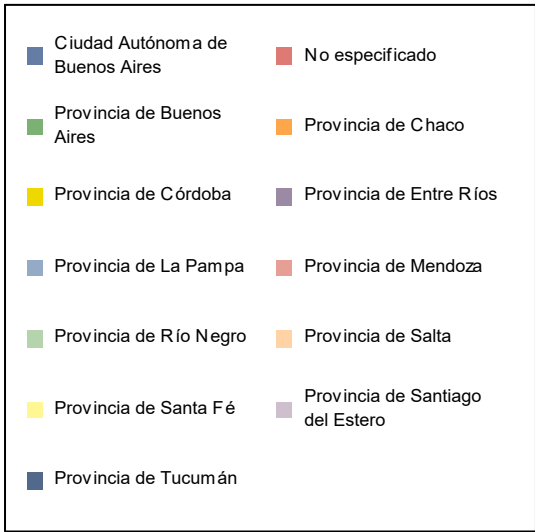 Ciudad Autónoma de
Buenos Aires
No especificado
Provincia de Buenos
Aires
Provincia de Chaco
Provincia de Córdoba
Provincia de Entre Ríos
Provincia de La Pampa
Provincia de Mendoza
Provincia de Río Negro
Provincia de Salta
Provincia de Santa Fé
Provincia de Santiago
del Estero
Provincia de Tucumán